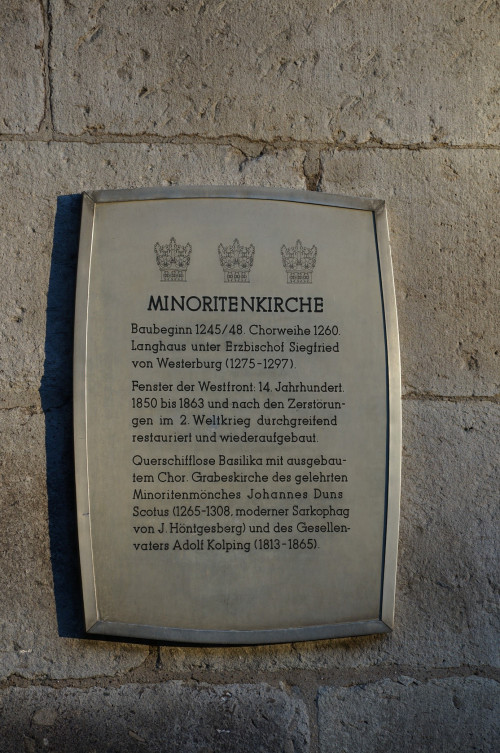 MINORITENKIRCHE
Baubeginn 1245/48. Chorweihe 1260.
Langhaus unter Erzbischof Siegfried
von Westerburg (1275-1297).
Fenster der Westfront: 14. Jahrhundert.
1850 bis 1863 und nach den Zerstörun-
gen im 2. Weltkrieg durchgreifend
restauriert und wiederaufgebaut.
Querschifflose Basilika mit ausgebau-
tem Chor. Grabeskirche des gelehrten
Minoritenmönches Johannes Duns
Scotus (1265-1308, moderner Sarkophag
von J. Höntgesberg) und des Gesellen-
vaters Adolf Kolping (1813-1865).